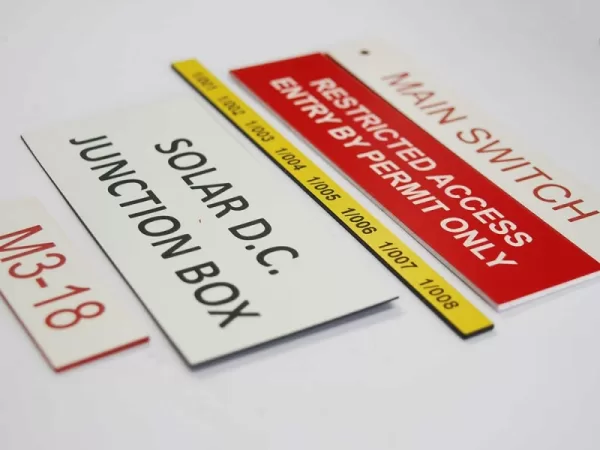 M3-18
SOLAR D.C.
JUNCTION BOX
1/001 1/002 1/003 1/004 1/005 1/006 1/007 1/008
RESTRICTED ACCESS
ENTRY BY PERMIT ONLY
MAIN SWITCH